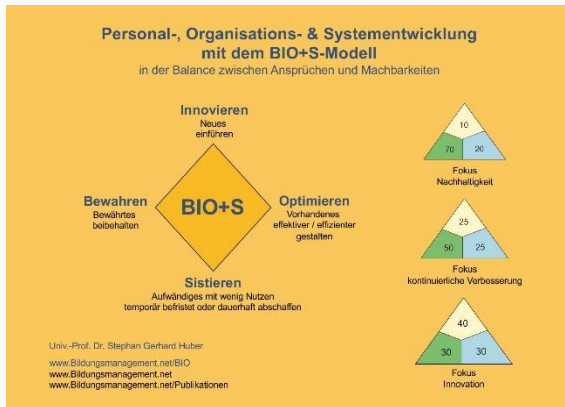 Personal-, Organisations- & Systementwicklung
mit dem BIO+S-Modell
in der Balance zwischen Ansprüchen und Machbarkeiten
Innovieren
Neues
einführen
Bewahren
Bewährtes
beibehalten
BIO+S
Optimieren
Vorhandenes
effektiver / effizienter
gestalten
Sistieren
Aufwändiges mit wenig Nutzen
temporär befristet oder dauerhaft abschaffen
10
70 20
Fokus
Nachhaltigkeit
25
50 25
Fokus
kontinuierliche Verbesserung
40
30 30
Fokus
Innovation
Univ.-Prof. Dr. Stephan Gerhard Huber
www.Bildungsmanagement.net/BIO
www.Bildungsmanagement.net
www.Bildungsmanagement.net/Publikationen